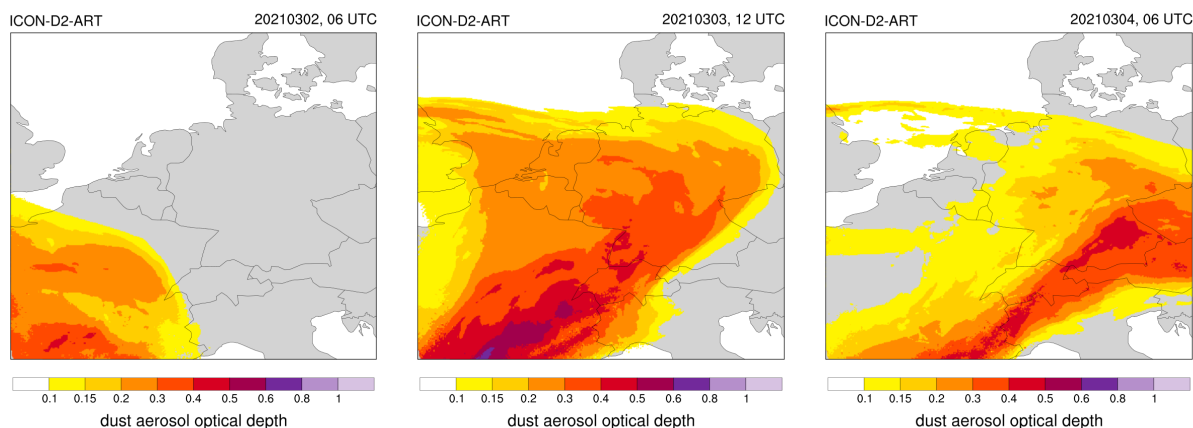 ICON-D2-ART 20210302, 06 UTC
0.1 0.15 0.2 0.3 0.4 0.5 0.6 0.8 1
dust aerosol optical depth
ICON-D2-ART 20210303, 12 UTC
0.1 0.15 0.2 0.3 0.4 0.5 0.6 0.8 1
dust aerosol optical depth
ICON-D2-ART 20210304, 06 UTC
0.1 0.15 0.2 0.3 0.4 0.5 0.6 0.8 1
dust aerosol optical depth